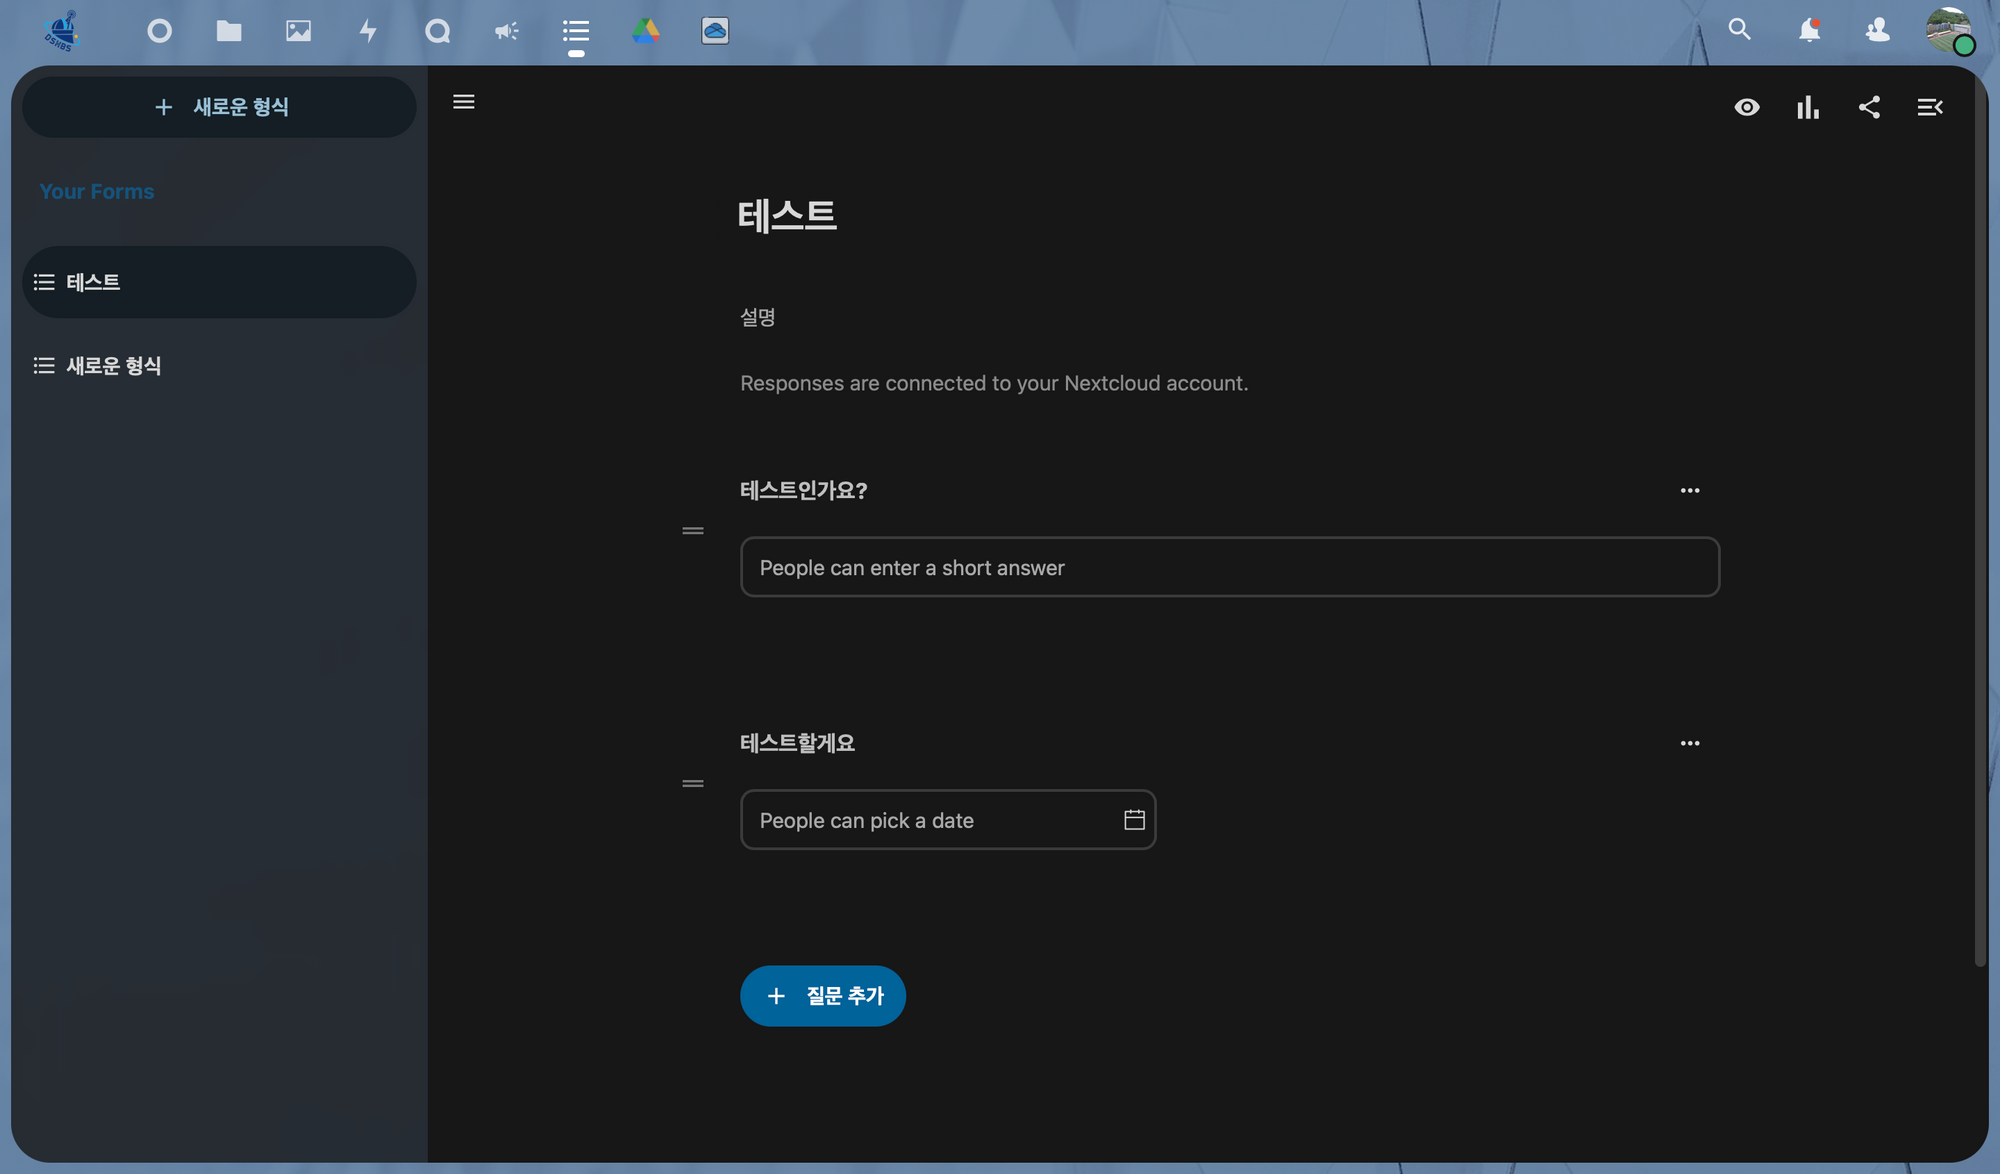 DSHBS
새로운 형식
Your Forms
테스트
새로운 형식
테스트
설명
Responses are connected to your Nextcloud account.
테스트인가요?
People can enter a short answer
테스트할게요
People can pick a date
질문 추가